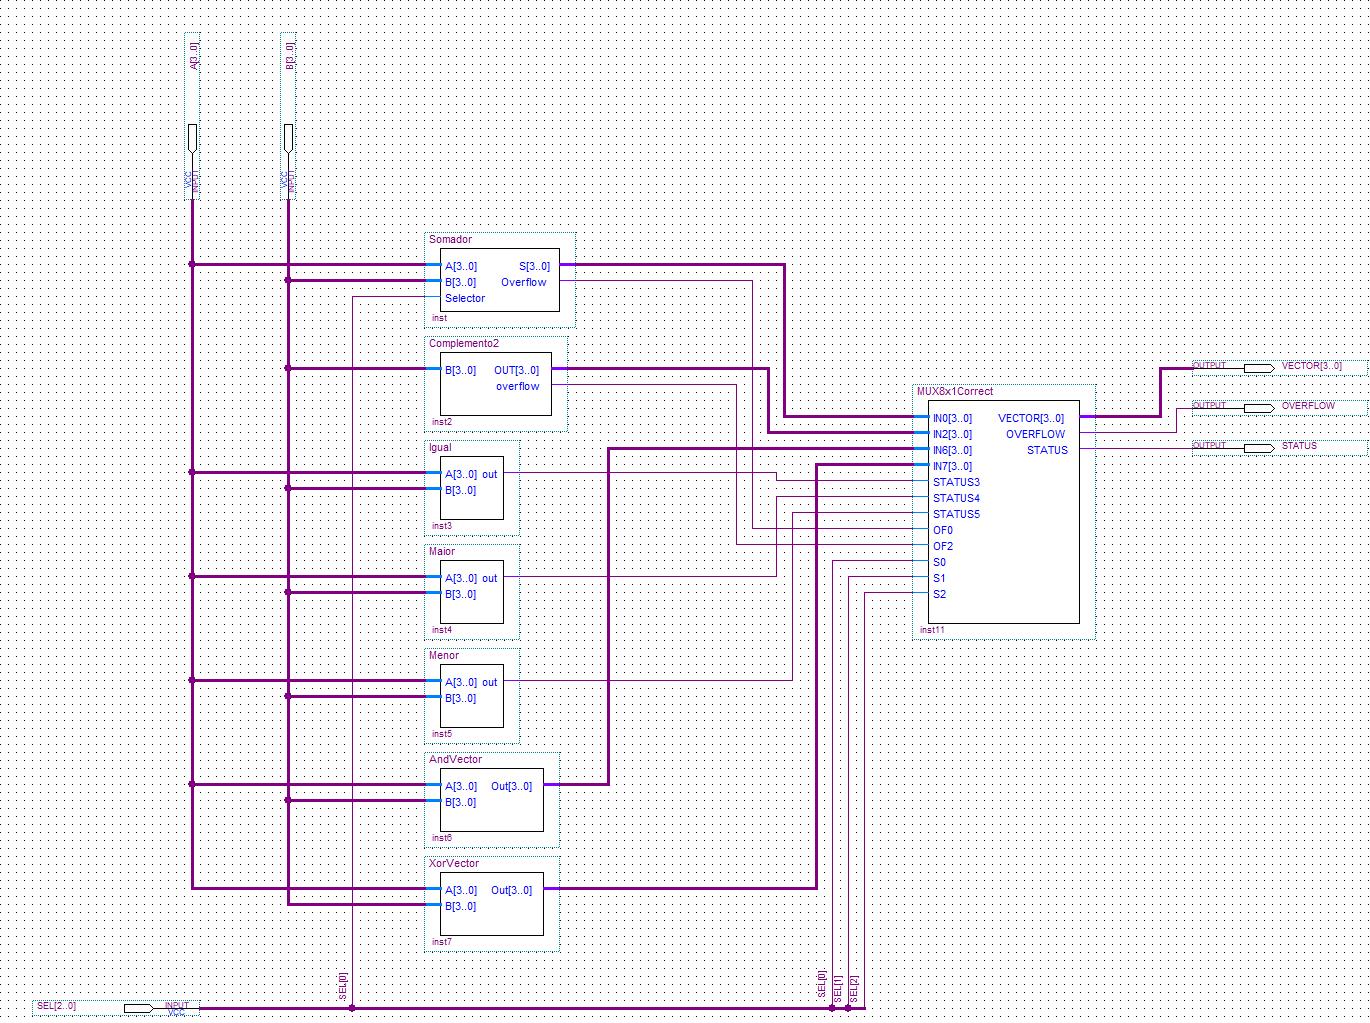 A[3..0]
VCC
INPUT
B[3..0]
VCC
INPUT
Somador
A[3..0] S[3..0]
B[3..0] Overflow
Selector
inst
Complemento2
B[3..0] OUT[3..0]
overflow
inst2
Igual
A[3..0] out
B[3..0]
inst3
Maior
A[3..0] out
B[3..0]
inst4
Menor
A[3..0] out
B[3..0]
inst5
AndVector
A[3..0] Out[3..0]
B[3..0]
inst6
XorVector
A[3..0] Out[3..0]
B[3..0]
inst7
MUX8x1Correct
IN0[3..0] VECTOR[3..0]
IN2[3..0] OVERFLOW
IN6[3..0] STATUS
IN7[3..0]
STATUS3
STATUS4
STATUS5
OF0
OF2
S0
S1
S2
inst11
OUTPUT VECTOR[3..0]
OUTPUT OVERFLOW
OUTPUT STATUS
SEL[0]
SEL[0]
SEL[1]
SEL[2]
SEL[2..0] INPUT
VCC